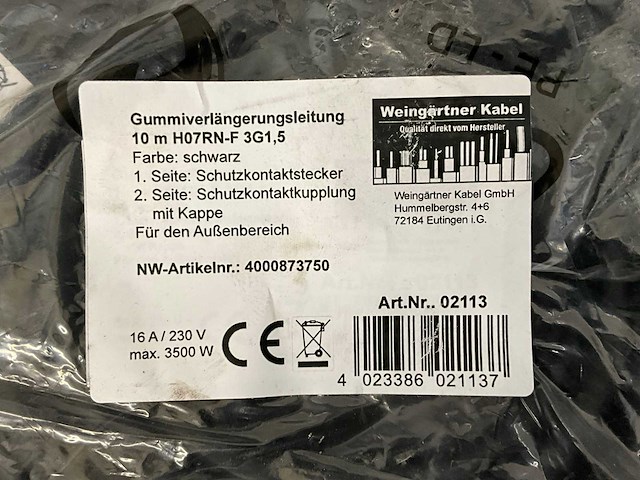 Gummiverlängerungsleitung
10 m H07RN-F 3G1,5
Farbe: schwarz
1. Seite: Schutzkontaktstecker
2. Seite: Schutzkontaktkupplung
mit Kappe
Für den Außenbereich
NW-Artikelnr.: 4000873750
Weingärtner Kabel
Qualität direkt vom Hersteller
Weingärtner Kabel GmbH
Hummelbergstr. 4+6
72184 Eutingen i.G.
Art.Nr.. 02113
16 A / 230 V
max. 3500 W
CE
4 023386 021137